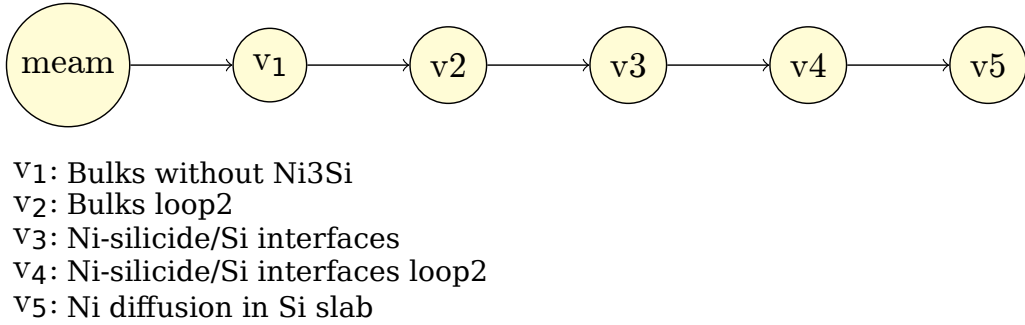 meam v1 v2 v3 v4 v5
v1: Bulks without Ni3Si
v2: Bulks loop2
v3: Ni-silicide/Si interfaces
v4: Ni-silicide/Si interfaces loop2
v5: Ni diffusion in Si slab